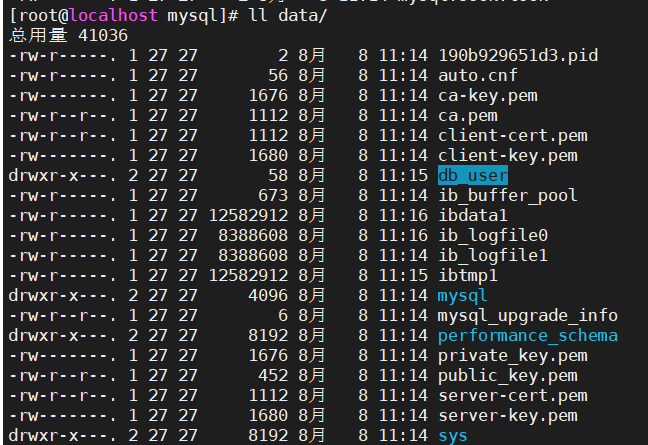 [root@localhost mysql]# ll data/
总用量 41036
-rw-r-----. 1 27 27        2 8月   8 11:14 190b929651d3.pid
-rw-r-----. 1 27 27       56 8月   8 11:14 auto.cnf
-rw-------. 1 27 27     1676 8月   8 11:14 ca-key.pem
-rw-r--r--. 1 27 27     1112 8月   8 11:14 ca.pem
-rw-r--r--. 1 27 27     1112 8月   8 11:14 client-cert.pem
-rw-------. 1 27 27     1680 8月   8 11:14 client-key.pem
drwxr-x---. 2 27 27       58 8月   8 11:15 db_user
-rw-r-----. 1 27 27      673 8月   8 11:14 ib_buffer_pool
-rw-r-----. 1 27 27 12582912 8月   8 11:16 ibdata1
-rw-r-----. 1 27 27  8388608 8月   8 11:16 ib_logfile0
-rw-r-----. 1 27 27  8388608 8月   8 11:14 ib_logfile1
-rw-r-----. 1 27 27 12582912 8月   8 11:15 ibtmp1
drwxr-x---. 2 27 27     4096 8月   8 11:14 mysql
-rw-r--r--. 1 27 27        6 8月   8 11:14 mysql_upgrade_info
drwxr-x---. 2 27 27     8192 8月   8 11:14 performance_schema
-rw-------. 1 27 27     1676 8月   8 11:14 private_key.pem
-rw-r--r--. 1 27 27      452 8月   8 11:14 public_key.pem
-rw-r--r--. 1 27 27     1112 8月   8 11:14 server-cert.pem
-rw-------. 1 27 27     1680 8月   8 11:14 server-key.pem
drwxr-x---. 2 27 27     8192 8月   8 11:14 sys